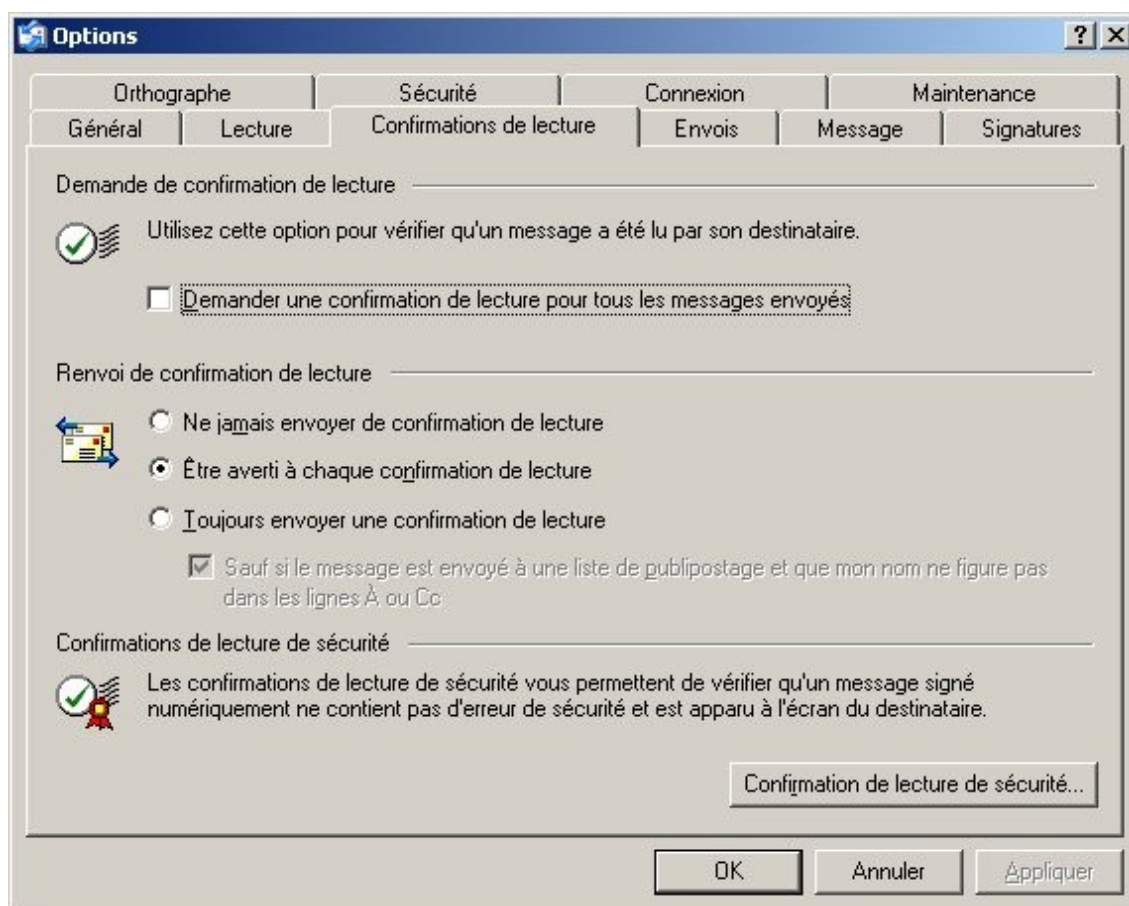 Options
Orthographe Sécurité Connexion Maintenance
Général Lecture Confirmations de lecture Envois Message Signatures
Demande de confirmation de lecture
Utilisez cette option pour vérifier qu'un message a été lu par son destinataire.
Demander une confirmation de lecture pour tous les messages envoyés
Renvoi de confirmation de lecture
Ne jamais envoyer de confirmation de lecture
Être averti à chaque confirmation de lecture
Toujours envoyer une confirmation de lecture
Sauf si le message est envoyé à une liste de publipostage et que mon nom ne figure pas
dans les lignes À ou Cc
Confirmations de lecture de sécurité
Les confirmations de lecture de sécurité vous permettent de vérifier qu'un message signé
numériquement ne contient pas d'erreur de sécurité et est apparu à l'écran du destinataire.
Confirmation de lecture de sécurité...
OK Annuler Appliquer